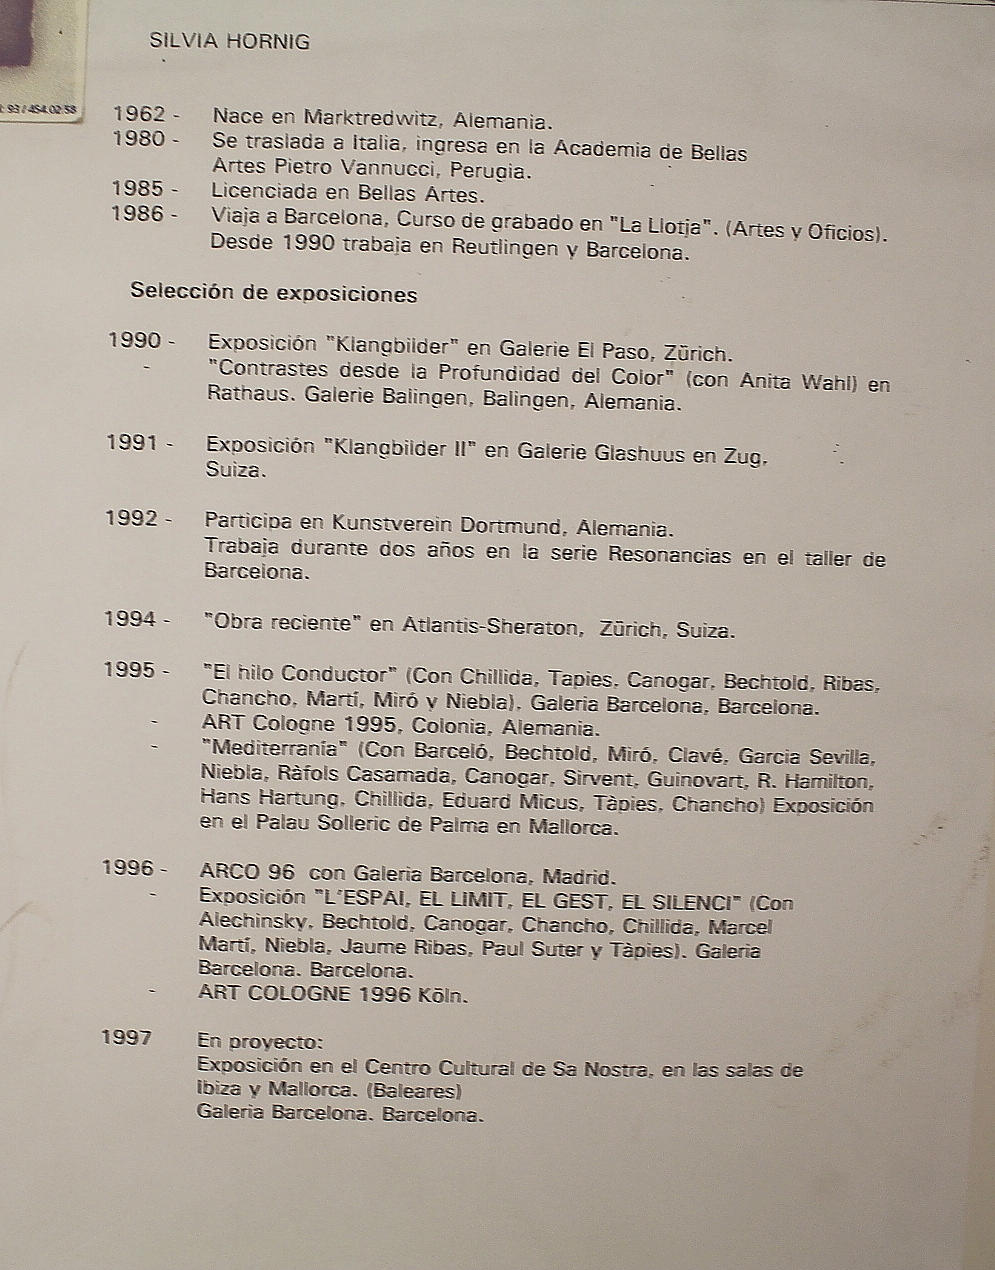 SILVIA HORNIG
93 / 454.02.58
1962 - Nace en Marktredwitz, Alemania.
1980 - Se traslada a Italia, ingresa en la Academia de Bellas
Artes Pietro Vannucci, Perugia.
1985 - Licenciada en Bellas Artes.
1986 - Viaja a Barcelona, Curso de grabado en "La Llotja". (Artes y Oficios).
Desde 1990 trabaja en Reutlingen y Barcelona.
Selección de exposiciones
1990 - Exposición "Klangbilder" en Galerie El Paso, Zürich.
- "Contrastes desde la Profundidad del Color" (con Anita Wahl) en
Rathaus. Galerie Balingen, Balingen, Alemania.
1991 - Exposición "Klangbilder II" en Galerie Glashuus en Zug,
Suiza.
1992 - Participa en Kunstverein Dortmund, Alemania.
Trabaja durante dos años en la serie Resonancias en el taller de
Barcelona.
1994 - "Obra reciente" en Atlantis-Sheraton, Zürich, Suiza.
1995 - "El hilo Conductor" (Con Chillida, Tapies, Canogar, Bechtold, Ribas,
Chancho, Martí, Miró y Niebla), Galeria Barcelona, Barcelona.
- ART Cologne 1995, Colonia, Alemania.
- "Mediterranía" (Con Barceló, Bechtold, Miró, Clavé, Garcia Sevilla,
Niebla, Ràfols Casamada, Canogar, Sirvent, Guinovart, R. Hamilton,
Hans Hartung, Chillida, Eduard Micus, Tàpies, Chancho) Exposición
en el Palau Solleric de Palma en Mallorca.
1996 - ARCO 96 con Galeria Barcelona, Madrid.
- Exposición "L'ESPAI, EL LIMIT, EL GEST, EL SILENCI" (Con
Alechinsky, Bechtold, Canogar, Chancho, Chillida, Marcel
Martí, Niebla, Jaume Ribas, Paul Suter y Tàpies). Galeria
Barcelona. Barcelona.
- ART COLOGNE 1996 Köln.
1997 En proyecto:
Exposición en el Centro Cultural de Sa Nostra, en las salas de
Ibiza y Mallorca. (Baleares)
Galeria Barcelona. Barcelona.